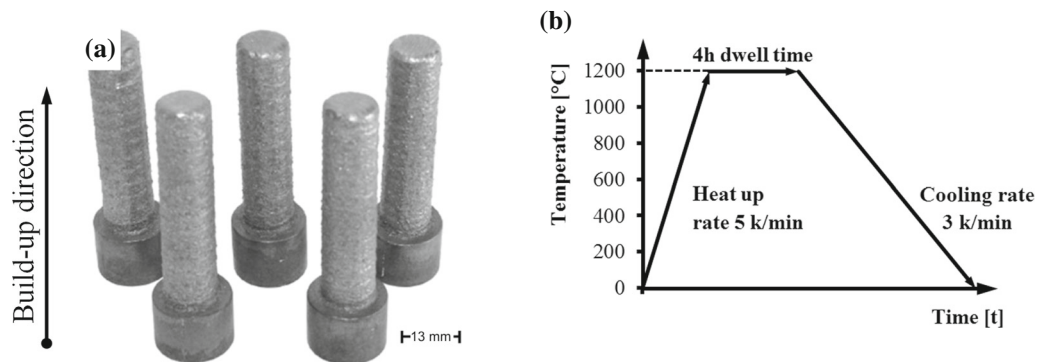 (a)
Build-up direction
13 mm
(b)
Temperature [°C]
1200
1000
800
600
400
200
0
4h dwell time
Heat up
rate 5 k/min
Cooling rate
3 k/min
Time [t]